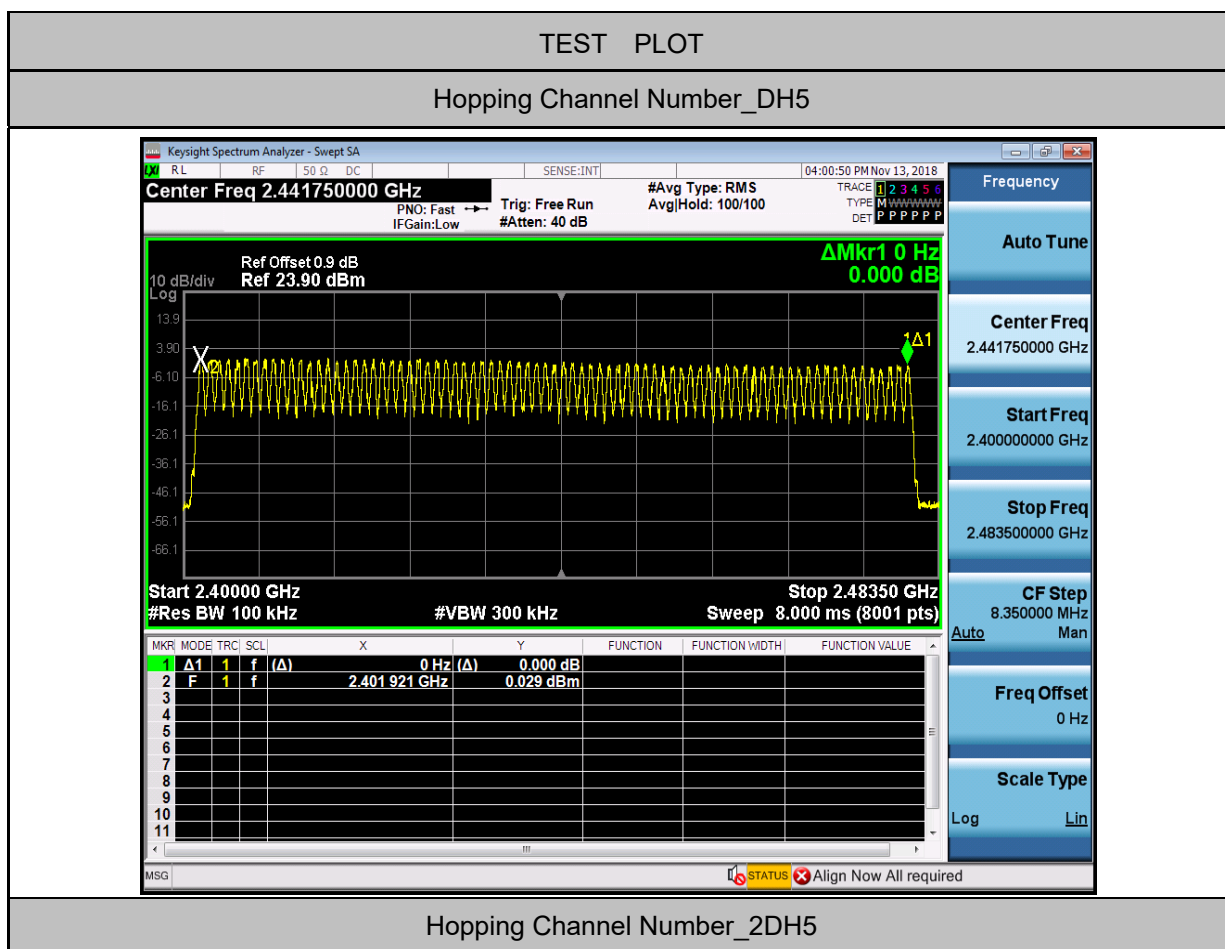 TEST PLOT
Hopping Channel Number_DH5
Keysight Spectrum Analyzer - Swept SA
LXI RL RF 50 Ω DC SENSE:INT 04:00:50 PM Nov 13, 2018
Center Freq 2.441750000 GHz
PNO: Fast
IFGain:Low
Trig: Free Run
#Atten: 40 dB
#Avg Type: RMS
Avg|Hold: 100/100
TRACE 1 2 3 4 5 6
TYPE M WWWWW
DET P P P P P P
Frequency
Auto Tune
Center Freq
2.441750000 GHz
Start Freq
2.400000000 GHz
Stop Freq
2.483500000 GHz
CF Step
8.350000 MHz
Auto Man
Freq Offset
0 Hz
Scale Type
Log Lin
ΔMkr1 0 Hz
0.000 dB
Ref Offset 0.9 dB
10 dB/div Ref 23.90 dBm
Log
13.9
3.90
-6.10
-16.1
-26.1
-36.1
-46.1
-56.1
-66.1
X2
1Δ1
Start 2.40000 GHz Stop 2.48350 GHz
#Res BW 100 kHz #VBW 300 kHz Sweep 8.000 ms (8001 pts)
MKR MODE TRC SCL X Y FUNCTION FUNCTION WIDTH FUNCTION VALUE
1 Δ1 1 f (Δ) 0 Hz (Δ) 0.000 dB
2 F 1 f 2.401 921 GHz 0.029 dBm
3
4
5
6
7
8
9
10
11
MSG STATUS Align Now All required
Hopping Channel Number_2DH5